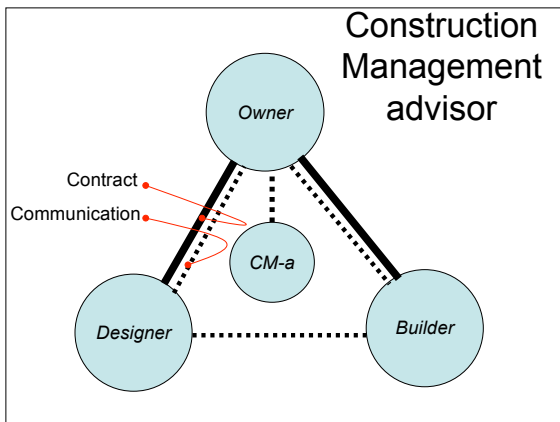 Construction
Management
advisor
Owner
Contract
Communication
CM-a
Designer
Builder